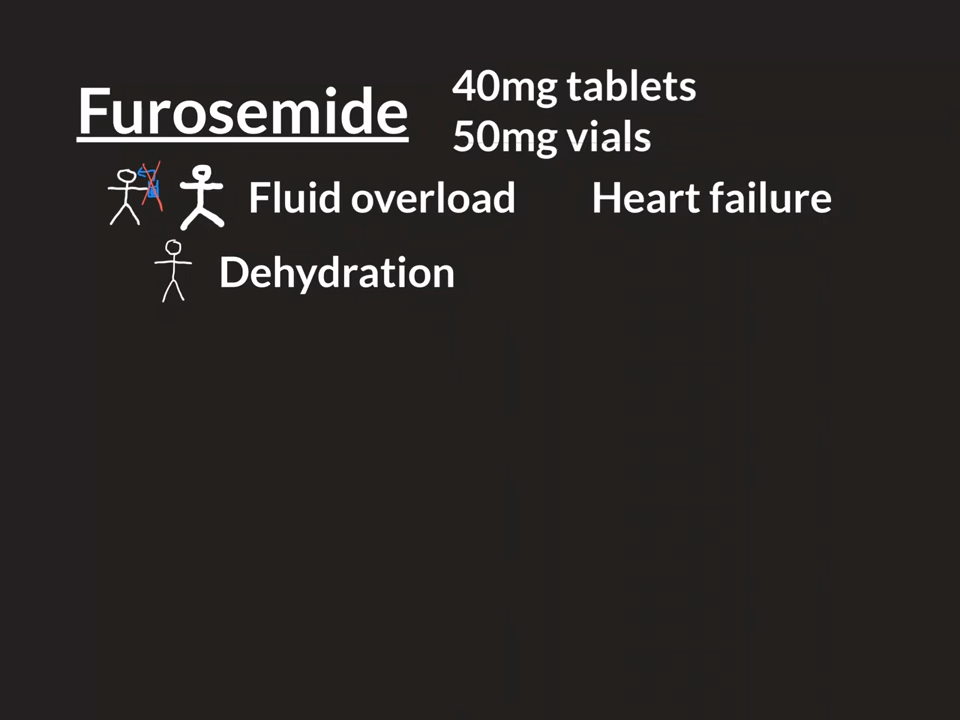 Furosemide
40mg tablets
50mg vials
Fluid overload
Heart failure
Dehydration